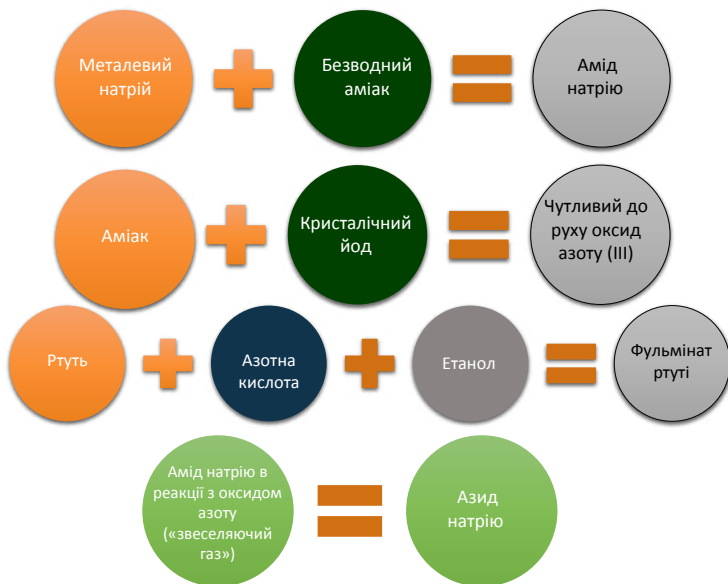 Металевий
натрій
Безводний
аміак
Амід
натрію
Аміак
Кристалічний
йод
Чутливий до
руху оксид
азоту (III)
Ртуть
Азотна
кислота
Етанол
Фульмінат
ртуті
Амід натрію в
реакції з оксидом
азоту
(«звеселяючий
газ»)
Азид
натрію